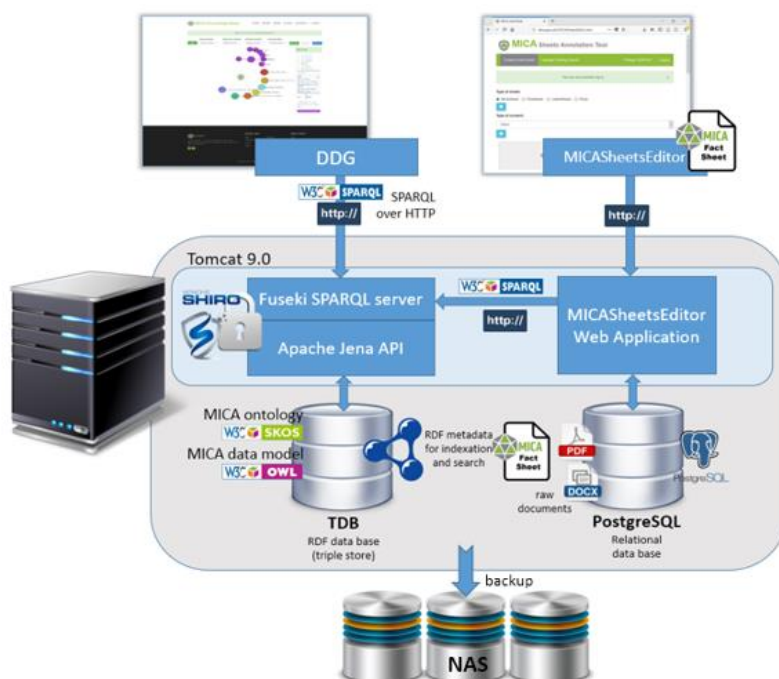 MICA Sheets Annotation Tool
DDG
MICASheetsEditor
MICA
Fact
Sheet
W3C SPARQL
SPARQL
over HTTP
http://
http://
Tomcat 9.0
SHIRO
Fuseki SPARQL server
Apache Jena API
W3C SPARQL
http://
MICASheetsEditor
Web Application
MICA ontology
W3C SKOS
MICA data model
W3C OWL
RDF metadata
for indexation
and search
MICA
Fact
Sheet
PDF
DOCX
raw
documents
PostgreSQL
TDB
RDF data base
(triple store)
PostgreSQL
Relational
data base
backup
NAS